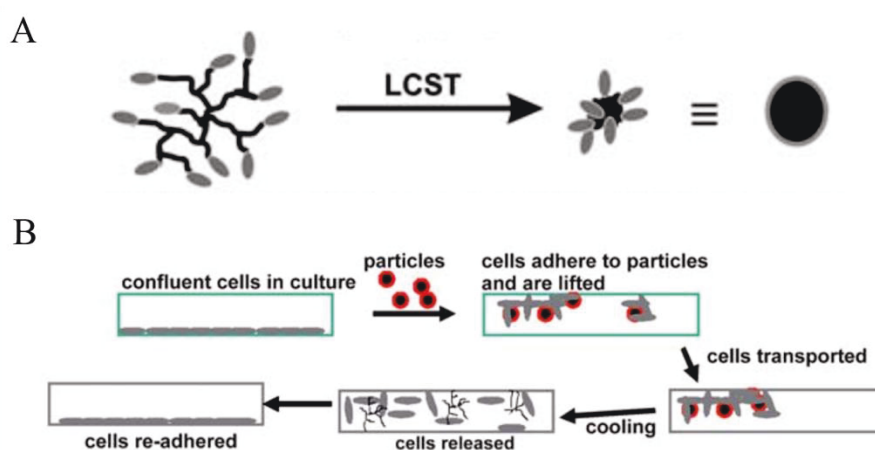 A
LCST
≡
B
confluent cells in culture
particles
cells adhere to particles
and are lifted
cells transported
cells re-adhered
cells released
cooling